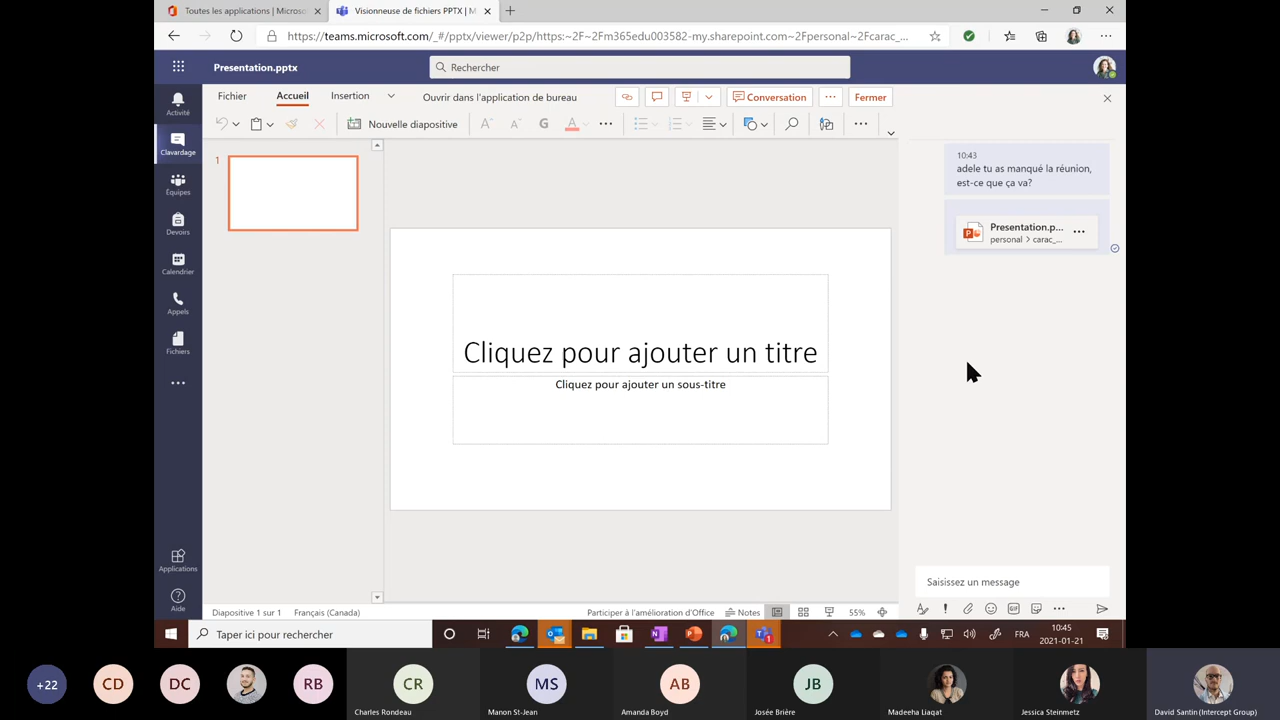 Toutes les applications | Microso
Visionneuse de fichiers PPTX | M
https://teams.microsoft.com/_#/pptx/viewer/p2p/https:~2F~2Fm365edu003582-my.sharepoint.com~2Fpersonal~2Fcarac_...
Presentation.pptx
Rechercher
Activité
Clavardage
Équipes
Devoirs
Calendrier
Appels
Fichiers
Applications
Aide
Fichier
Accueil
Insertion
Ouvrir dans l'application de bureau
Conversation
Fermer
Nouvelle diapositive
A
A
G
A
1
Cliquez pour ajouter un titre
Cliquez pour ajouter un sous-titre
10:43
adele tu as manqué la réunion,
est-ce que ça va?
Presentation.p...
personal > carac_...
Saisissez un message
GIF
Diapositive 1 sur 1
Français (Canada)
Participer à l'amélioration d'Office
Notes
55%
Taper ici pour rechercher
FRA
10:45
2021-01-21
+22
CD
DC
RB
CR
Charles Rondeau
MS
Manon St-Jean
AB
Amanda Boyd
JB
Josée Brière
Madeeha Liaqat
Jessica Steinmetz
David Santin (Intercept Group)